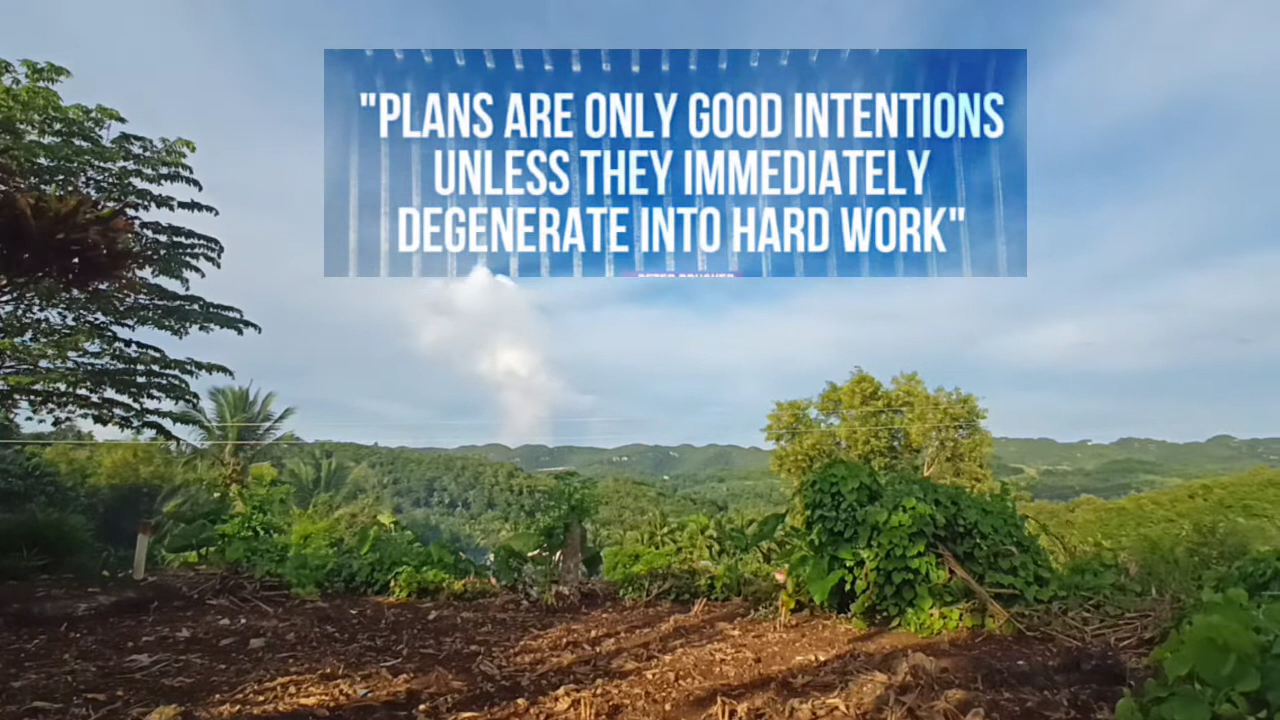 "PLANS ARE ONLY GOOD INTENTIONS
UNLESS THEY IMMEDIATELY
DEGENERATE INTO HARD WORK"